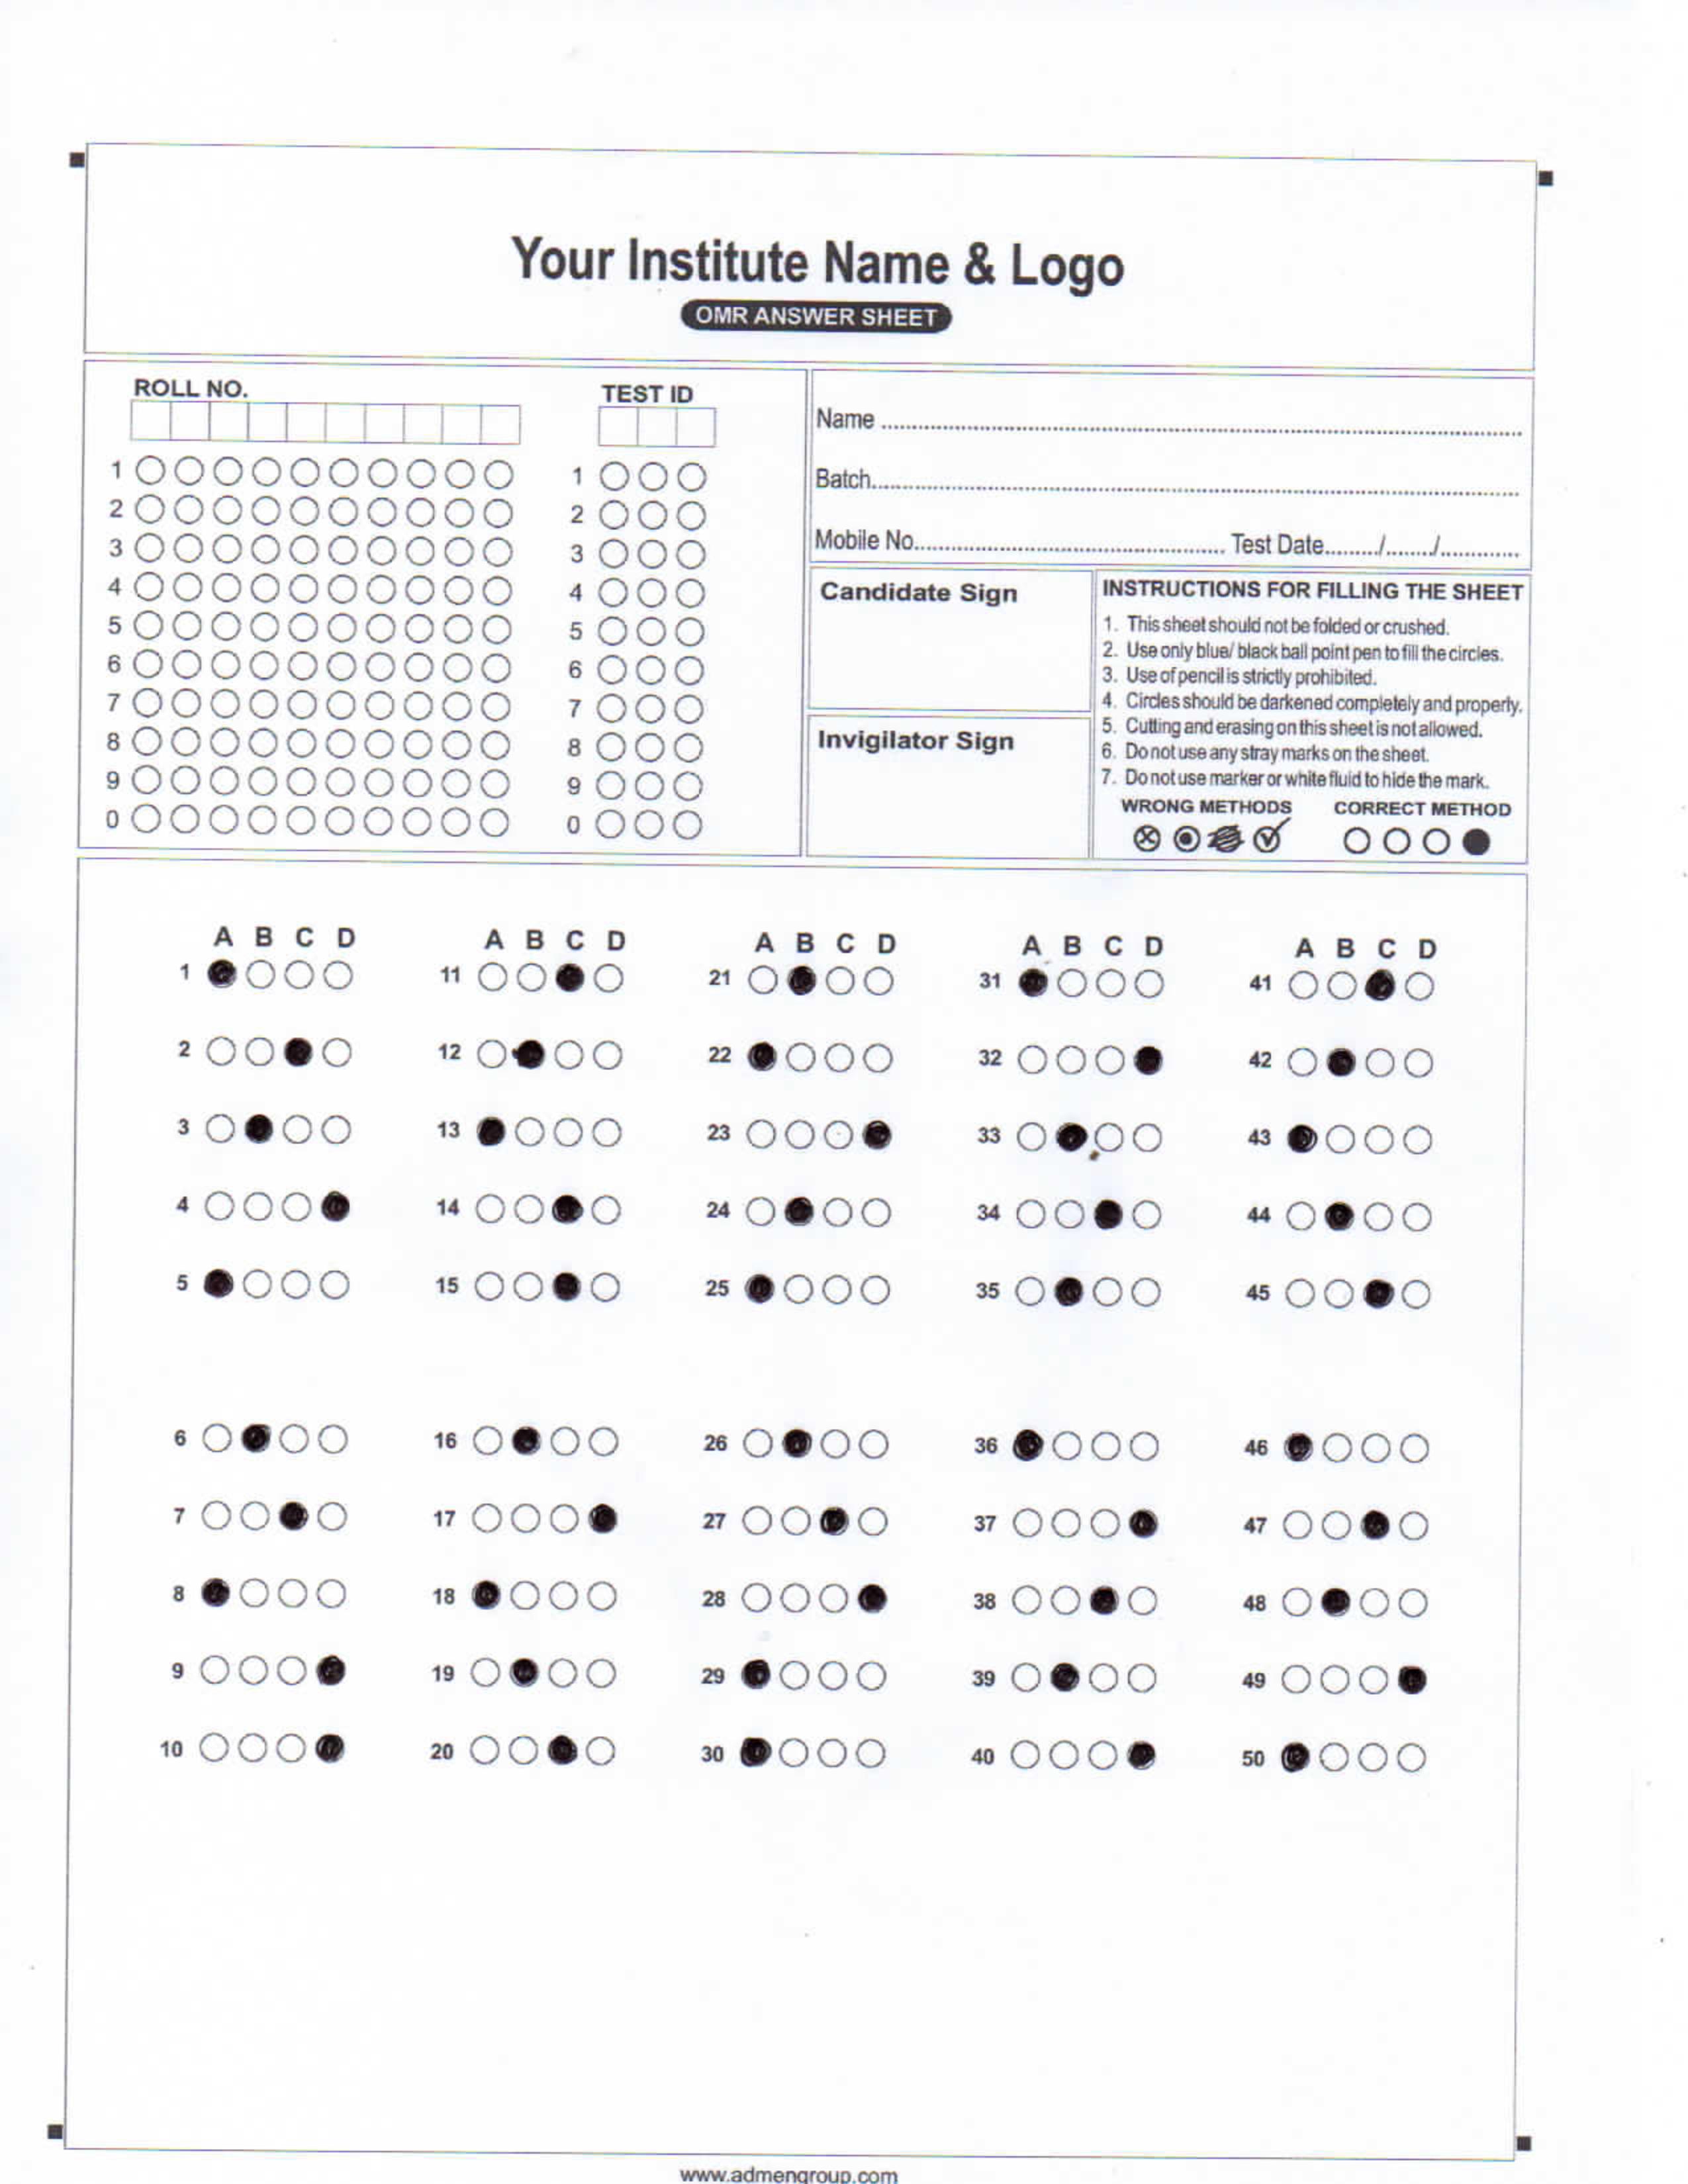 Your Institute Name & Logo
OMR ANSWER SHEET
ROLL NO.
TEST ID
1 1
2 2
3 3
4 4
5 5
6 6
7 7
8 8
9 9
0 0
Name
Batch
Mobile No. Test Date ......../......../............
Candidate Sign
Invigilator Sign
INSTRUCTIONS FOR FILLING THE SHEET
1. This sheet should not be folded or crushed.
2. Use only blue/ black ball point pen to fill the circles.
3. Use of pencil is strictly prohibited.
4. Circles should be darkened completely and properly.
5. Cutting and erasing on this sheet is not allowed.
6. Do not use any stray marks on the sheet.
7. Do not use marker or white fluid to hide the mark.
WRONG METHODS CORRECT METHOD
A B C D A B C D A B C D A B C D A B C D
1 11 21 31 41
2 12 22 32 42
3 13 23 33 43
4 14 24 34 44
5 15 25 35 45
6 16 26 36 46
7 17 27 37 47
8 18 28 38 48
9 19 29 39 49
10 20 30 40 50
www.admengroup.com